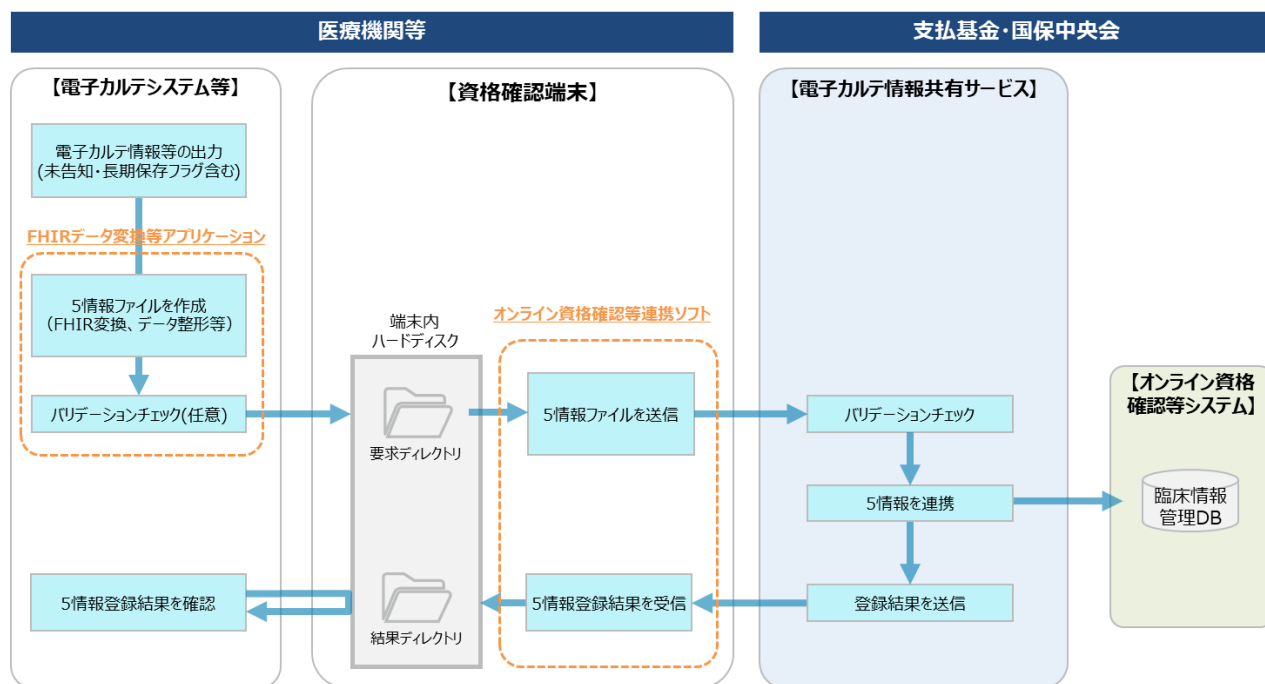 医療機関等
支払基金・国保中央会
【電子カルテシステム等】
電子カルテ情報等の出力
(未告知・長期保存フラグ含む)
FHIRデータ変換等アプリケーション
5情報ファイルを作成
（FHIR変換、データ整形等）
バリデーションチェック(任意)
5情報登録結果を確認
【資格確認端末】
端末内
ハードディスク
要求ディレクトリ
結果ディレクトリ
オンライン資格確認等連携ソフト
5情報ファイルを送信
5情報登録結果を受信
【電子カルテ情報共有サービス】
バリデーションチェック
5情報を連携
登録結果を送信
【オンライン資格
確認等システム】
臨床情報
管理DB